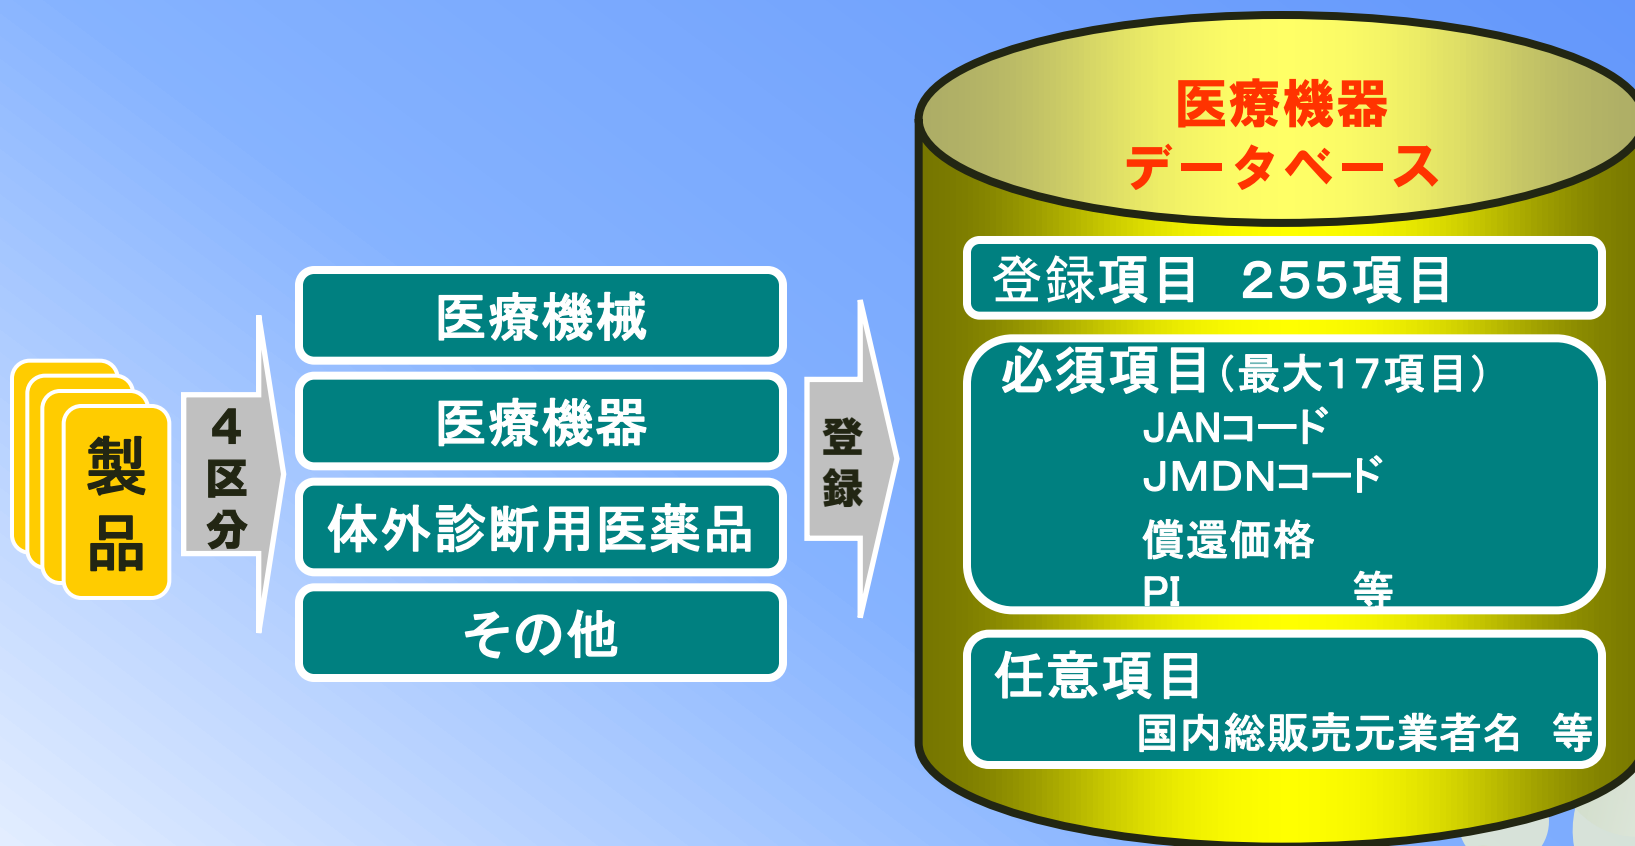 製品
4区分
医療機械
医療機器
体外診断用医薬品
その他
登録
医療機器
データベース
登録項目　２５５項目
必須項目（最大１７項目）
JANコード
JMDNコード
償還価格
PI　　　　等
任意項目
国内総販売元業者名　等